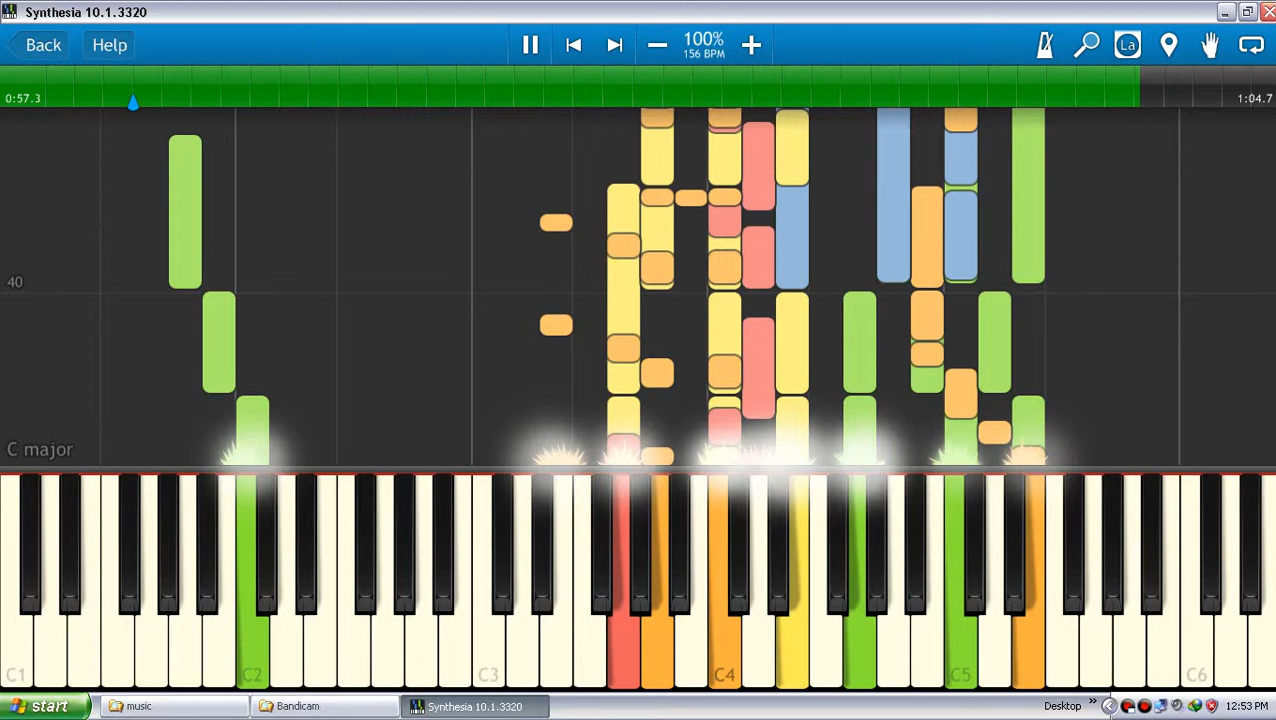 Synthesia 10.1.3320
Back
Help
100%
156 BPM
La
0:57.3
1:04.7
40
C major
C1
C2
C3
C4
C5
C6
start
music
Bandicam
Synthesia 10.1.3320
Desktop
12:53 PM